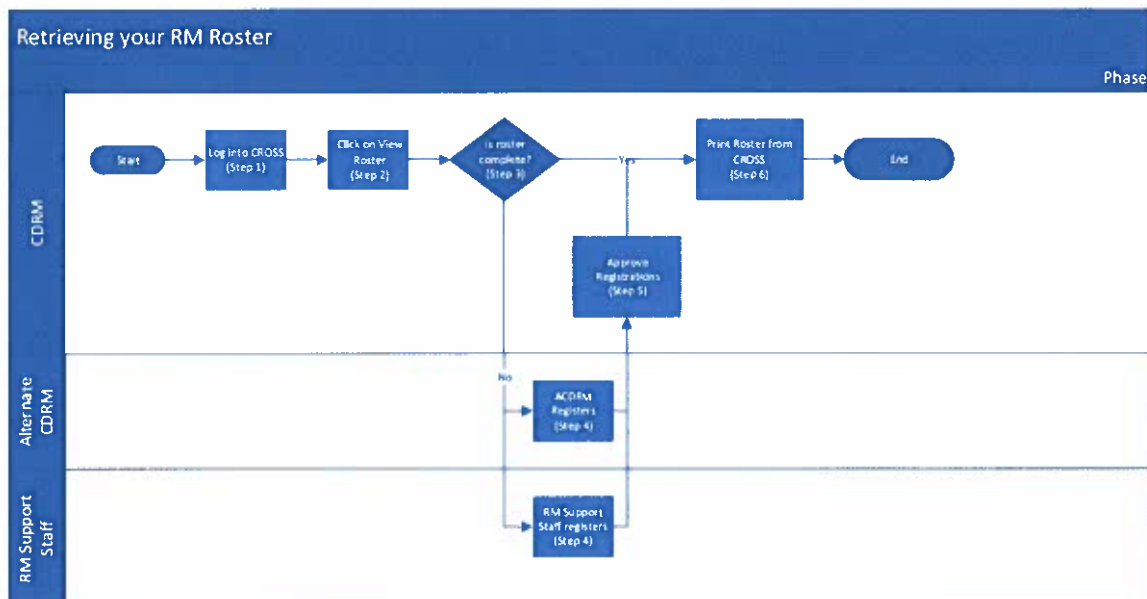 Retrieving your RM Roster
Phase
CDRM
Start
Log into CROSS
(Step 1)
Click on View
Roster
(Step 2)
Is roster
complete?
(Step 3)
Yes
Print Roster from
CROSS
(Step 6)
End
Approve
Registrations
(Step 5)
Alternate
CDRM
No
ACDRM
Registers
(Step 4)
RM Support
Staff
RM Support
Staff registers
(Step 4)